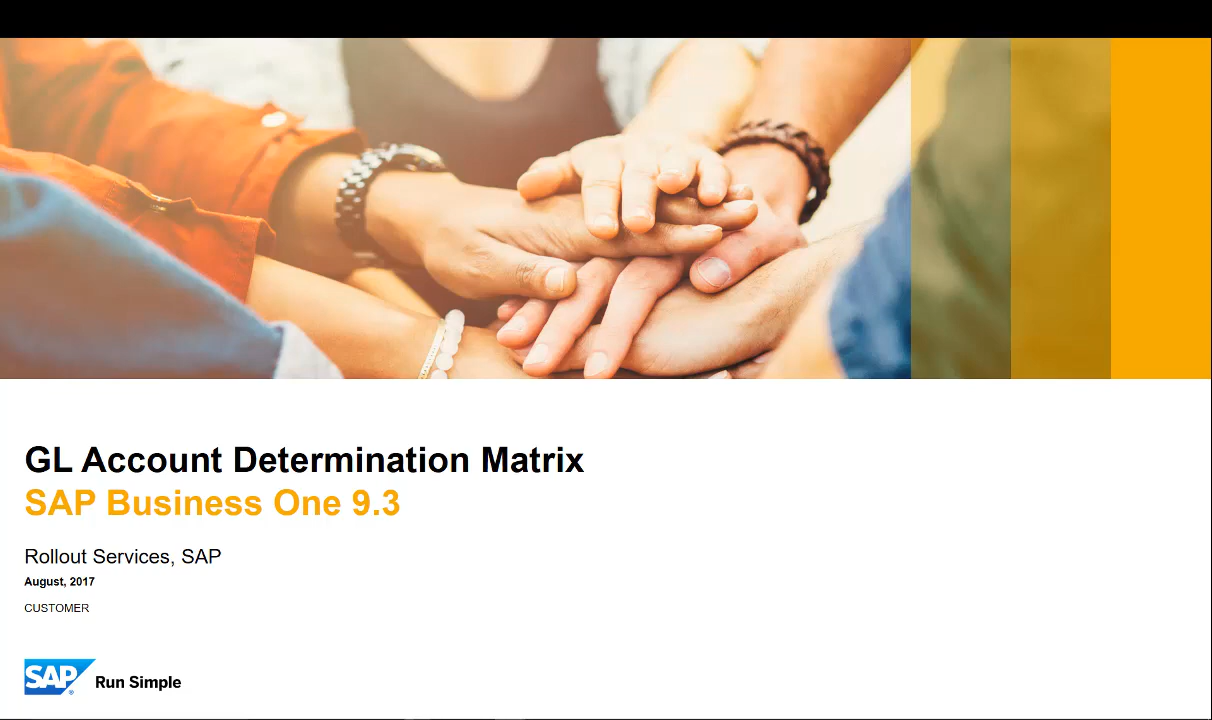 GL Account Determination Matrix
SAP Business One 9.3
Rollout Services, SAP
August, 2017
CUSTOMER
SAP® Run Simple